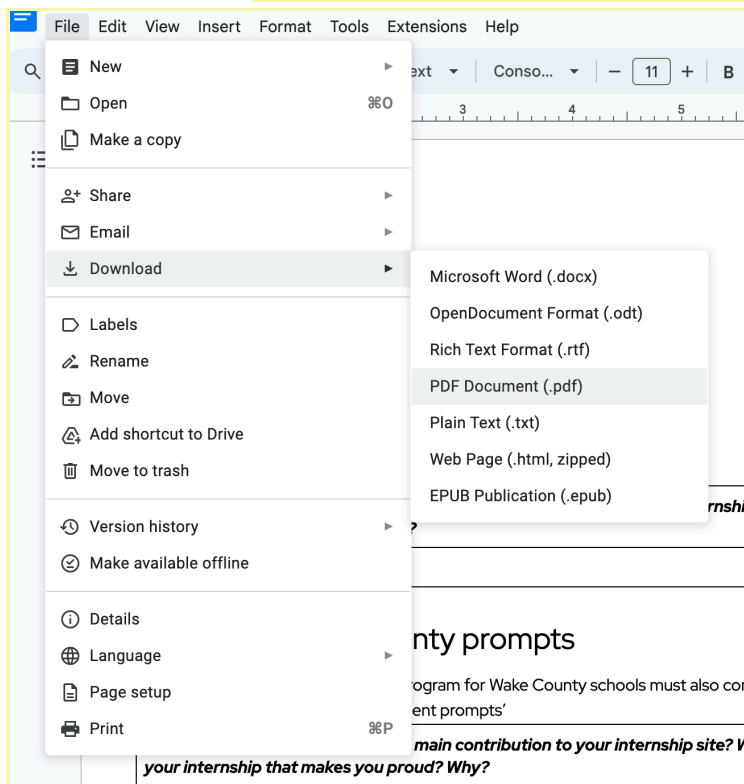 File Edit View Insert Format Tools Extensions Help
New
ext Conso... − 11 + B
Open ⌘O
3 4 5
Make a copy
Share
Email
Download
Microsoft Word (.docx)
OpenDocument Format (.odt)
Labels
Rich Text Format (.rtf)
Rename
PDF Document (.pdf)
Move
Plain Text (.txt)
Add shortcut to Drive
Web Page (.html, zipped)
Move to trash
EPUB Publication (.epub)
Version history
?
Make available offline
Details
nty prompts
Language
ogram for Wake County schools must also
Page setup
ent prompts’
Print ⌘P
main contribution to your internship site?
your internship that makes you proud? Why?